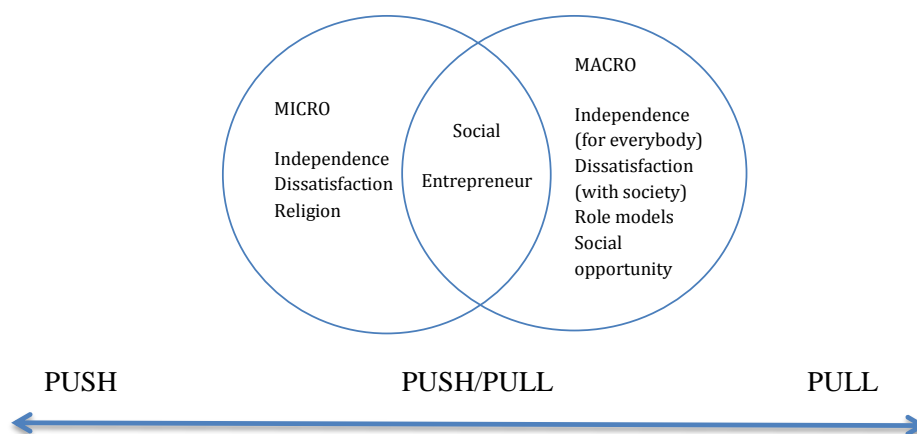 MICRO
Independence
Dissatisfaction
Religion
Social
Entrepreneur
MACRO
Independence
(for everybody)
Dissatisfaction
(with society)
Role models
Social
opportunity
PUSH
PUSH/PULL
PULL